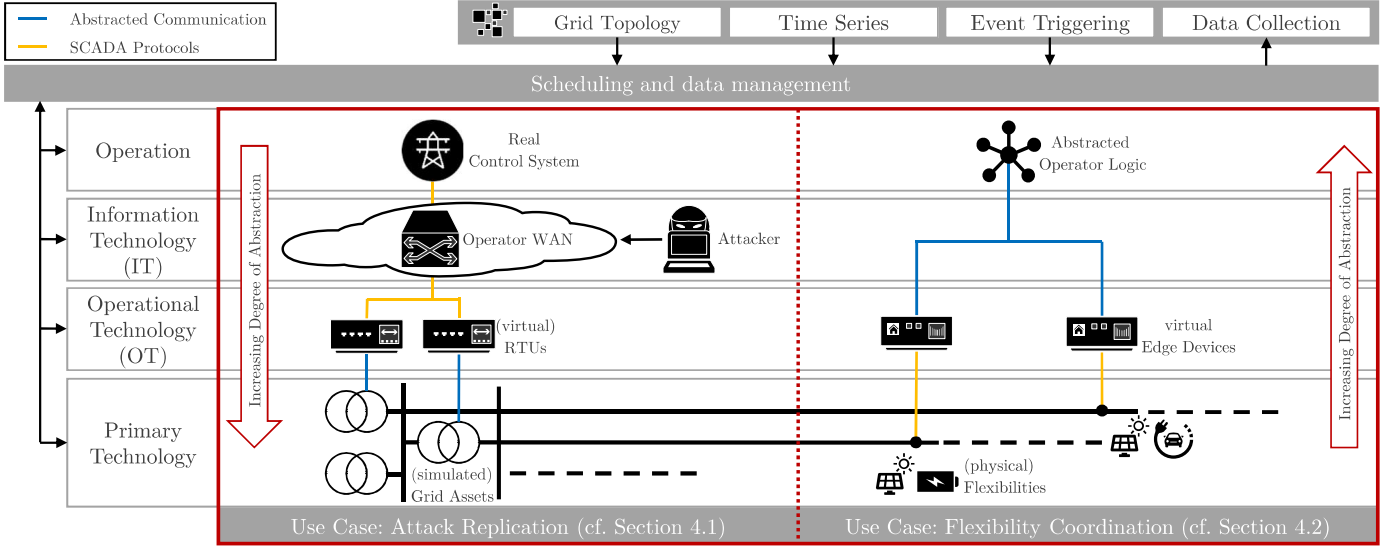 Abstracted Communication
SCADA Protocols
Grid Topology
Time Series
Event Triggering
Data Collection
Scheduling and data management
Operation
Information
Technology
(IT)
Operational
Technology
(OT)
Primary
Technology
Increasing Degree of Abstraction
Real
Control System
Operator WAN
Attacker
(virtual)
RTUs
(simulated)
Grid Assets
Abstracted
Operator Logic
virtual
Edge Devices
(physical)
Flexibilities
Increasing Degree of Abstraction
Use Case: Attack Replication (cf. Section 4.1)
Use Case: Flexibility Coordination (cf. Section 4.2)